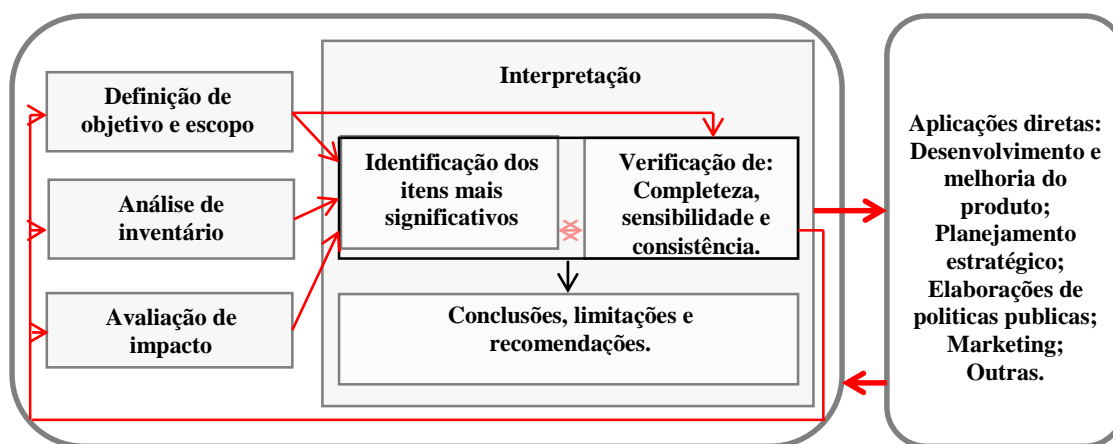 Definição de
objetivo e escopo
Análise de
inventário
Avaliação de
impacto
Interpretação
Identificação dos
itens mais
significativos
Verificação de:
Completeza,
sensibilidade e
consistência.
Conclusões, limitações e
recomendações.
Aplicações diretas:
Desenvolvimento e
melhoria do
produto;
Planejamento
estratégico;
Elaborações de
politicas publicas;
Marketing;
Outras.